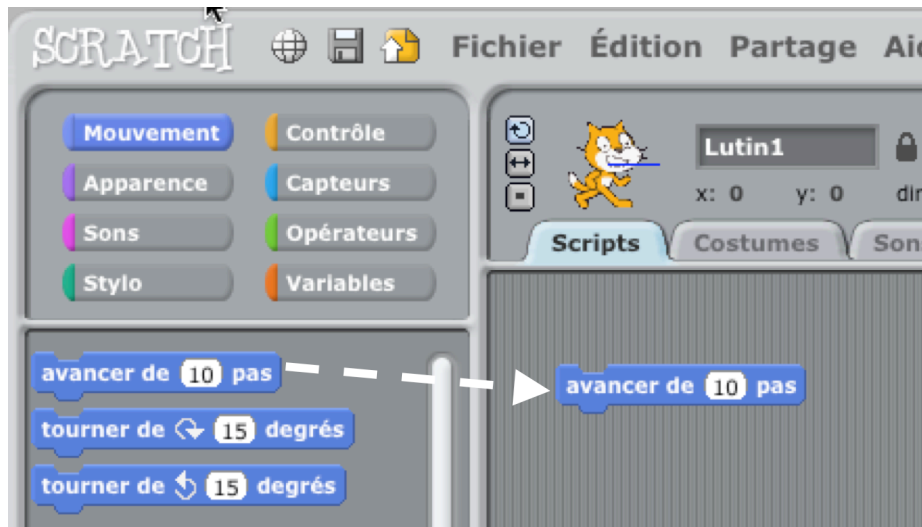 SCRATCH Fichier Édition Partage
Mouvement Contrôle
Apparence Capteurs
Sons Opérateurs
Stylo Variables
Lutin1
x: 0 y: 0
Scripts Costumes
avancer de 10 pas
tourner de 15 degrés
tourner de 15 degrés
avancer de 10 pas